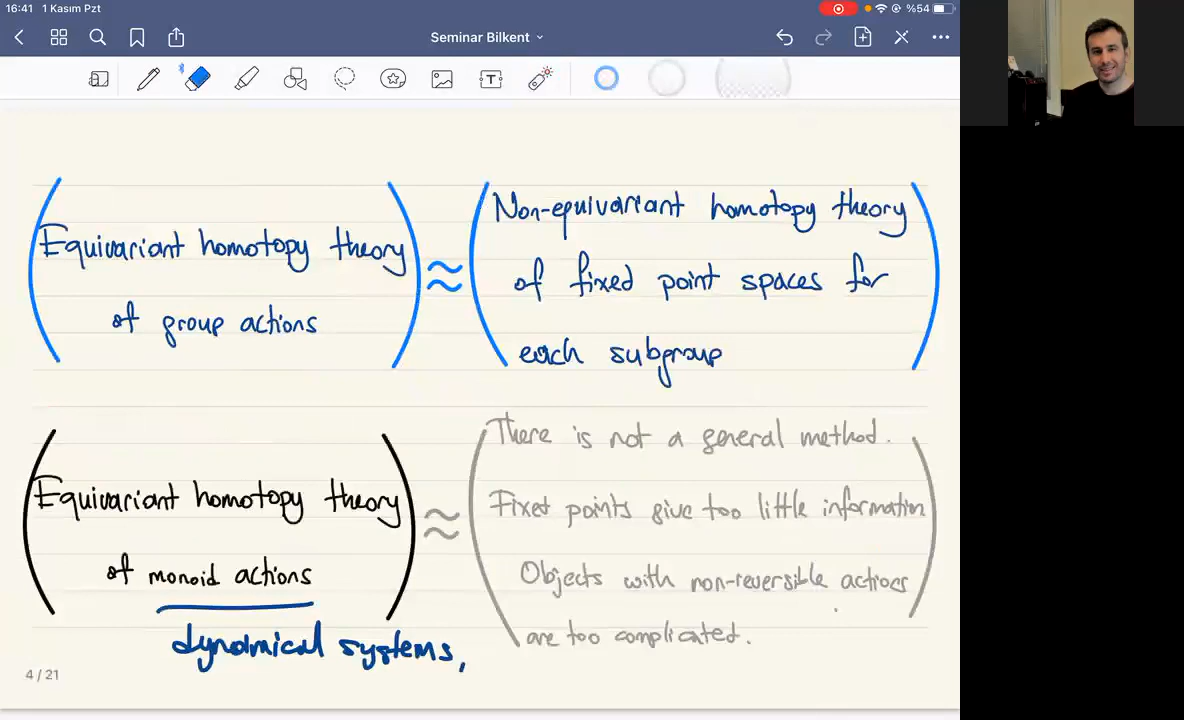 16:41 1 Kasım Pzt
%54
Seminar Bilkent
T
Equivariant homotopy theory
of group actions
≈
Non-equivariant homotopy theory
of fixed point spaces for
each subgroup
Equivariant homotopy theory
of monoid actions
dynamical systems,
≈
There is not a general method.
Fixet points give too little information
Objects with non-reversible actions
are too complicated.
4 / 21